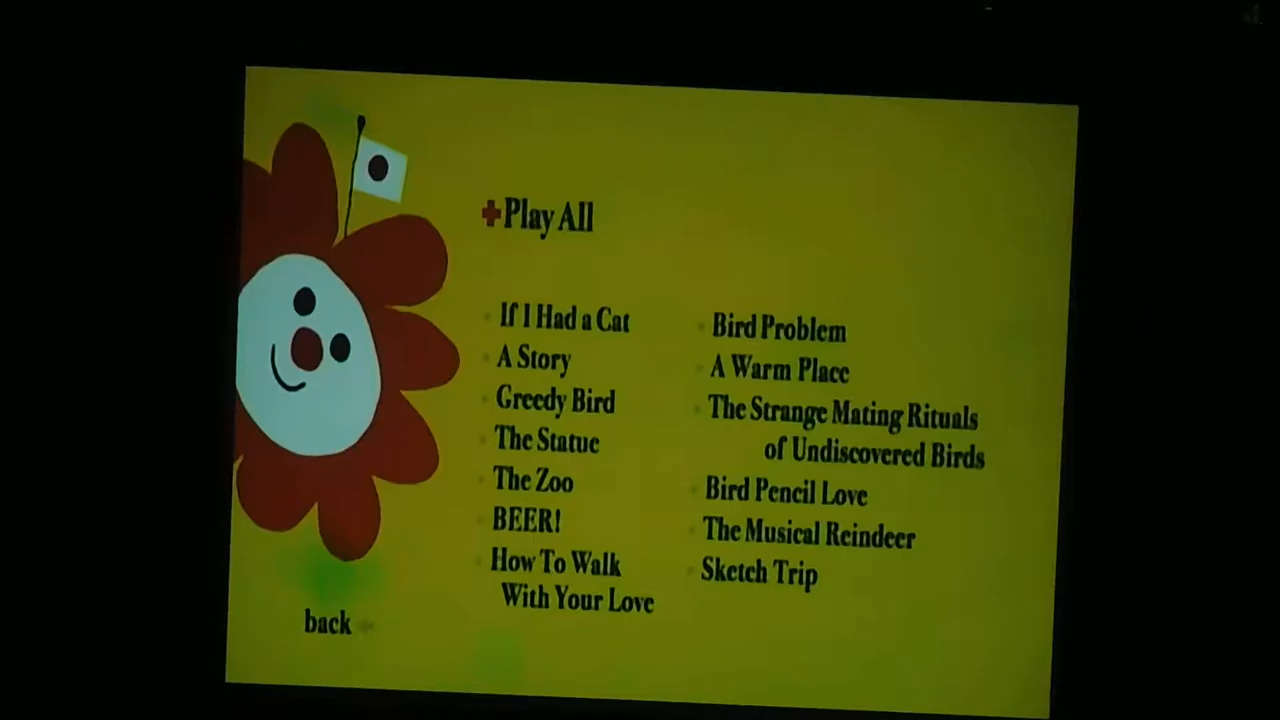 Play All
If I Had a Cat
A Story
Greedy Bird
The Statue
The Zoo
BEER!
How To Walk
With Your Love
Bird Problem
A Warm Place
The Strange Mating Rituals
of Undiscovered Birds
Bird Pencil Love
The Musical Reindeer
Sketch Trip
back